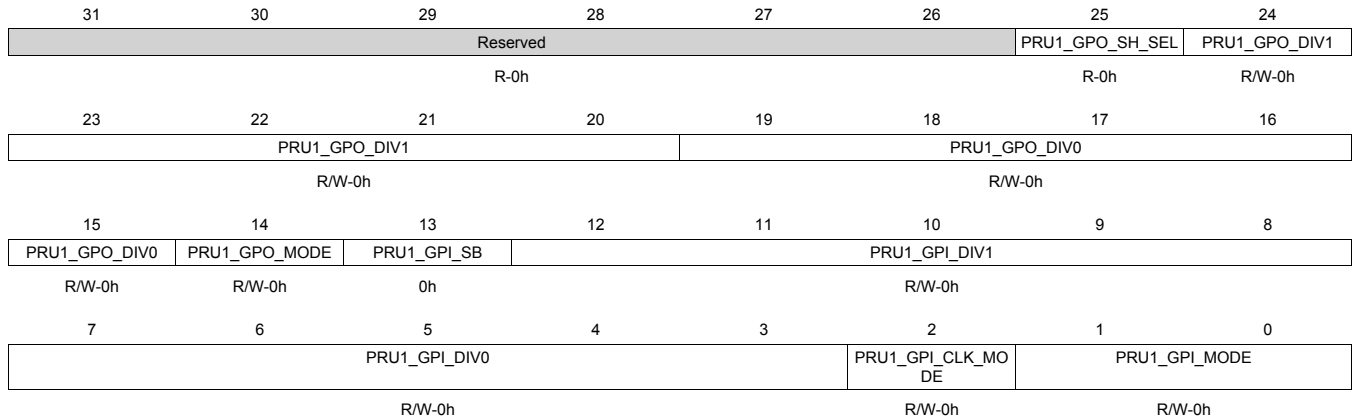 31 30 29 28 27 26 25 24
Reserved PRU1_GPO_SH_SEL PRU1_GPO_DIV1
R-0h R-0h R/W-0h
23 22 21 20 19 18 17 16
PRU1_GPO_DIV1 PRU1_GPO_DIV0
R/W-0h R/W-0h
15 14 13 12 11 10 9 8
PRU1_GPO_DIV0 PRU1_GPO_MODE PRU1_GPI_SB PRU1_GPI_DIV1
R/W-0h R/W-0h 0h R/W-0h
7 6 5 4 3 2 1 0
PRU1_GPI_DIV0 PRU1_GPI_CLK_MO PRU1_GPI_MODE
DE
R/W-0h R/W-0h R/W-0h